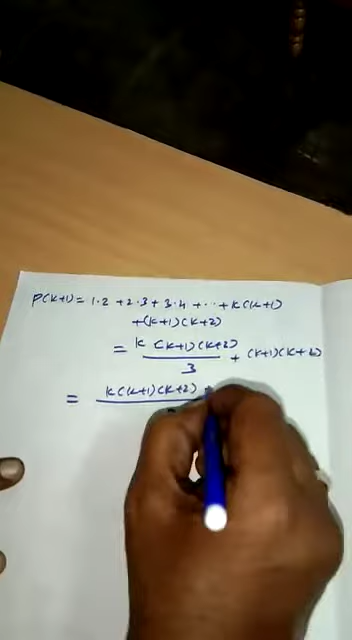 P(k+1) = 1·2 + 2·3 + 3·4 + ··· + k(k+1)
+(k+1)(k+2)
= k(k+1)(k+2)/3 + (k+1)(k+2)
= k(k+1)(k+2)